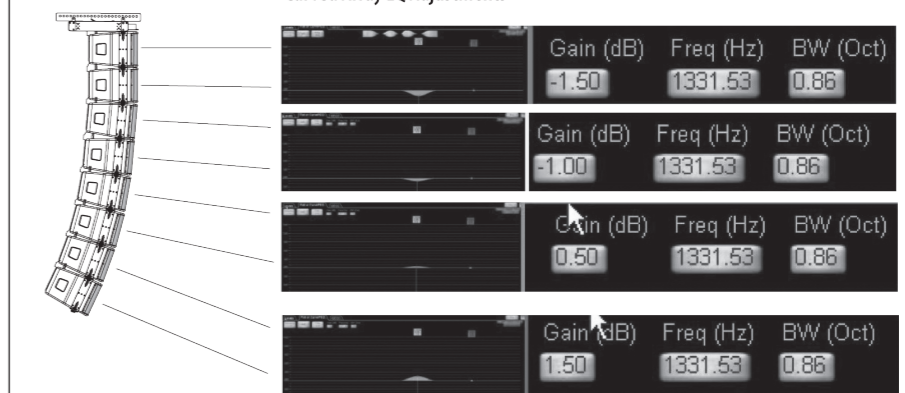 Gain (dB) Freq (Hz) BW (Oct)
-1.50 1331.53 0.86
Gain (dB) Freq (Hz) BW (Oct)
-1.00 1331.53 0.86
Gain (dB) Freq (Hz) BW (Oct)
0.50 1331.53 0.86
Gain (dB) Freq (Hz) BW (Oct)
1.50 1331.53 0.86